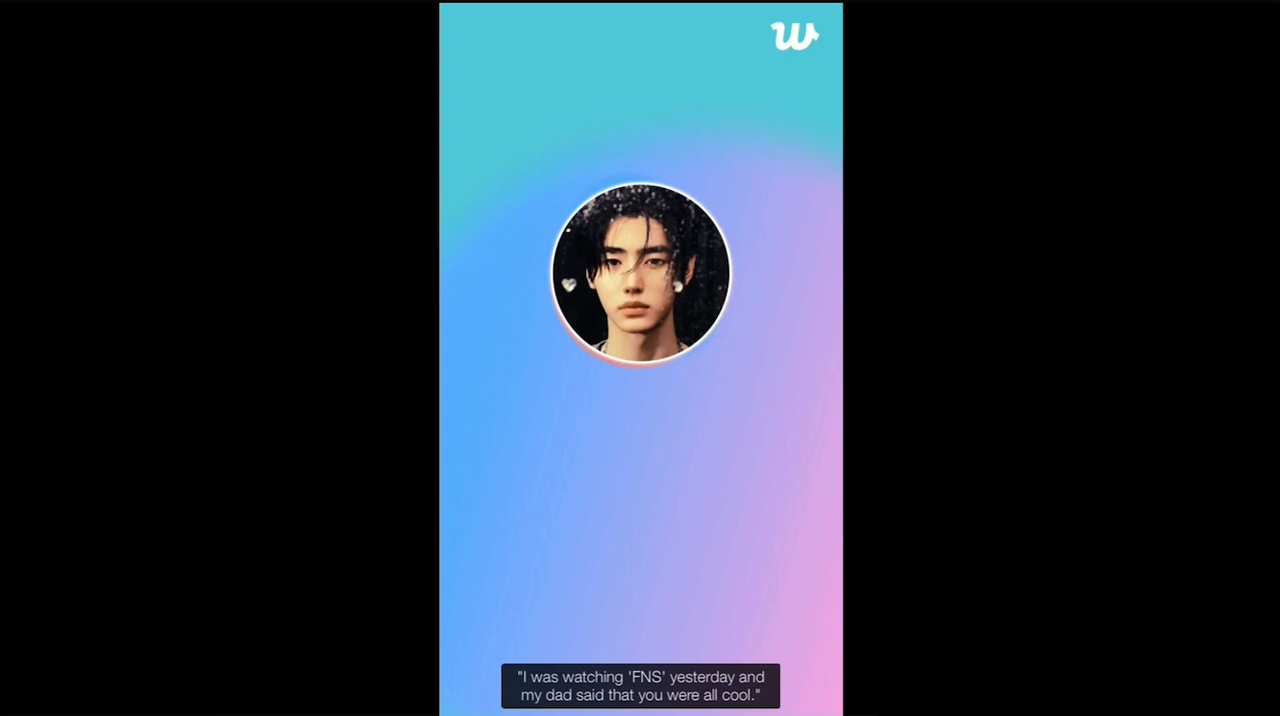 "I was watching 'FNS' yesterday and
my dad said that you were all cool."